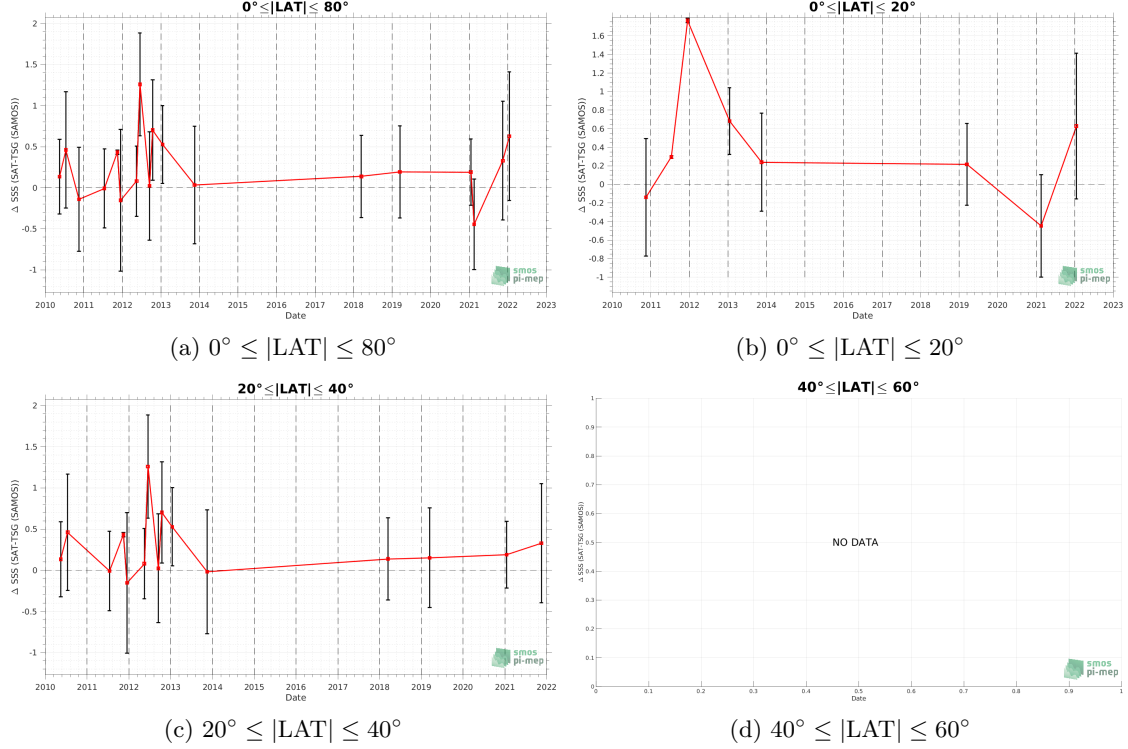 0°≤|LAT|≤ 80°
Δ SSS (SAT-TSG (SAMOS))
2
1.5
1
0.5
0
-0.5
-1
2010 2011 2012 2013 2014 2015 2016 2017 2018 2019 2020 2021 2022 2023
Date
smos
pi-mep
(a) 0° ≤ |LAT| ≤ 80°
0°≤|LAT|≤ 20°
Δ SSS (SAT-TSG (SAMOS))
1.6
1.4
1.2
1
0.8
0.6
0.4
0.2
0
-0.2
-0.4
-0.6
-0.8
-1
2010 2011 2012 2013 2014 2015 2016 2017 2018 2019 2020 2021 2022 2023
Date
smos
pi-mep
(b) 0° ≤ |LAT| ≤ 20°
20°≤|LAT|≤ 40°
Δ SSS (SAT-TSG (SAMOS))
2
1.5
1
0.5
0
-0.5
-1
2010 2011 2012 2013 2014 2015 2016 2017 2018 2019 2020 2021 2022
Date
smos
pi-mep
(c) 20° ≤ |LAT| ≤ 40°
40°≤|LAT|≤ 60°
Δ SSS (SAT-TSG (SAMOS))
1
0.9
0.8
0.7
0.6
0.5
0.4
0.3
0.2
0.1
0
NO DATA
0 0.1 0.2 0.3 0.4 0.5 0.6 0.7 0.8 0.9 1
Date
smos
pi-mep
(d) 40° ≤ |LAT| ≤ 60°